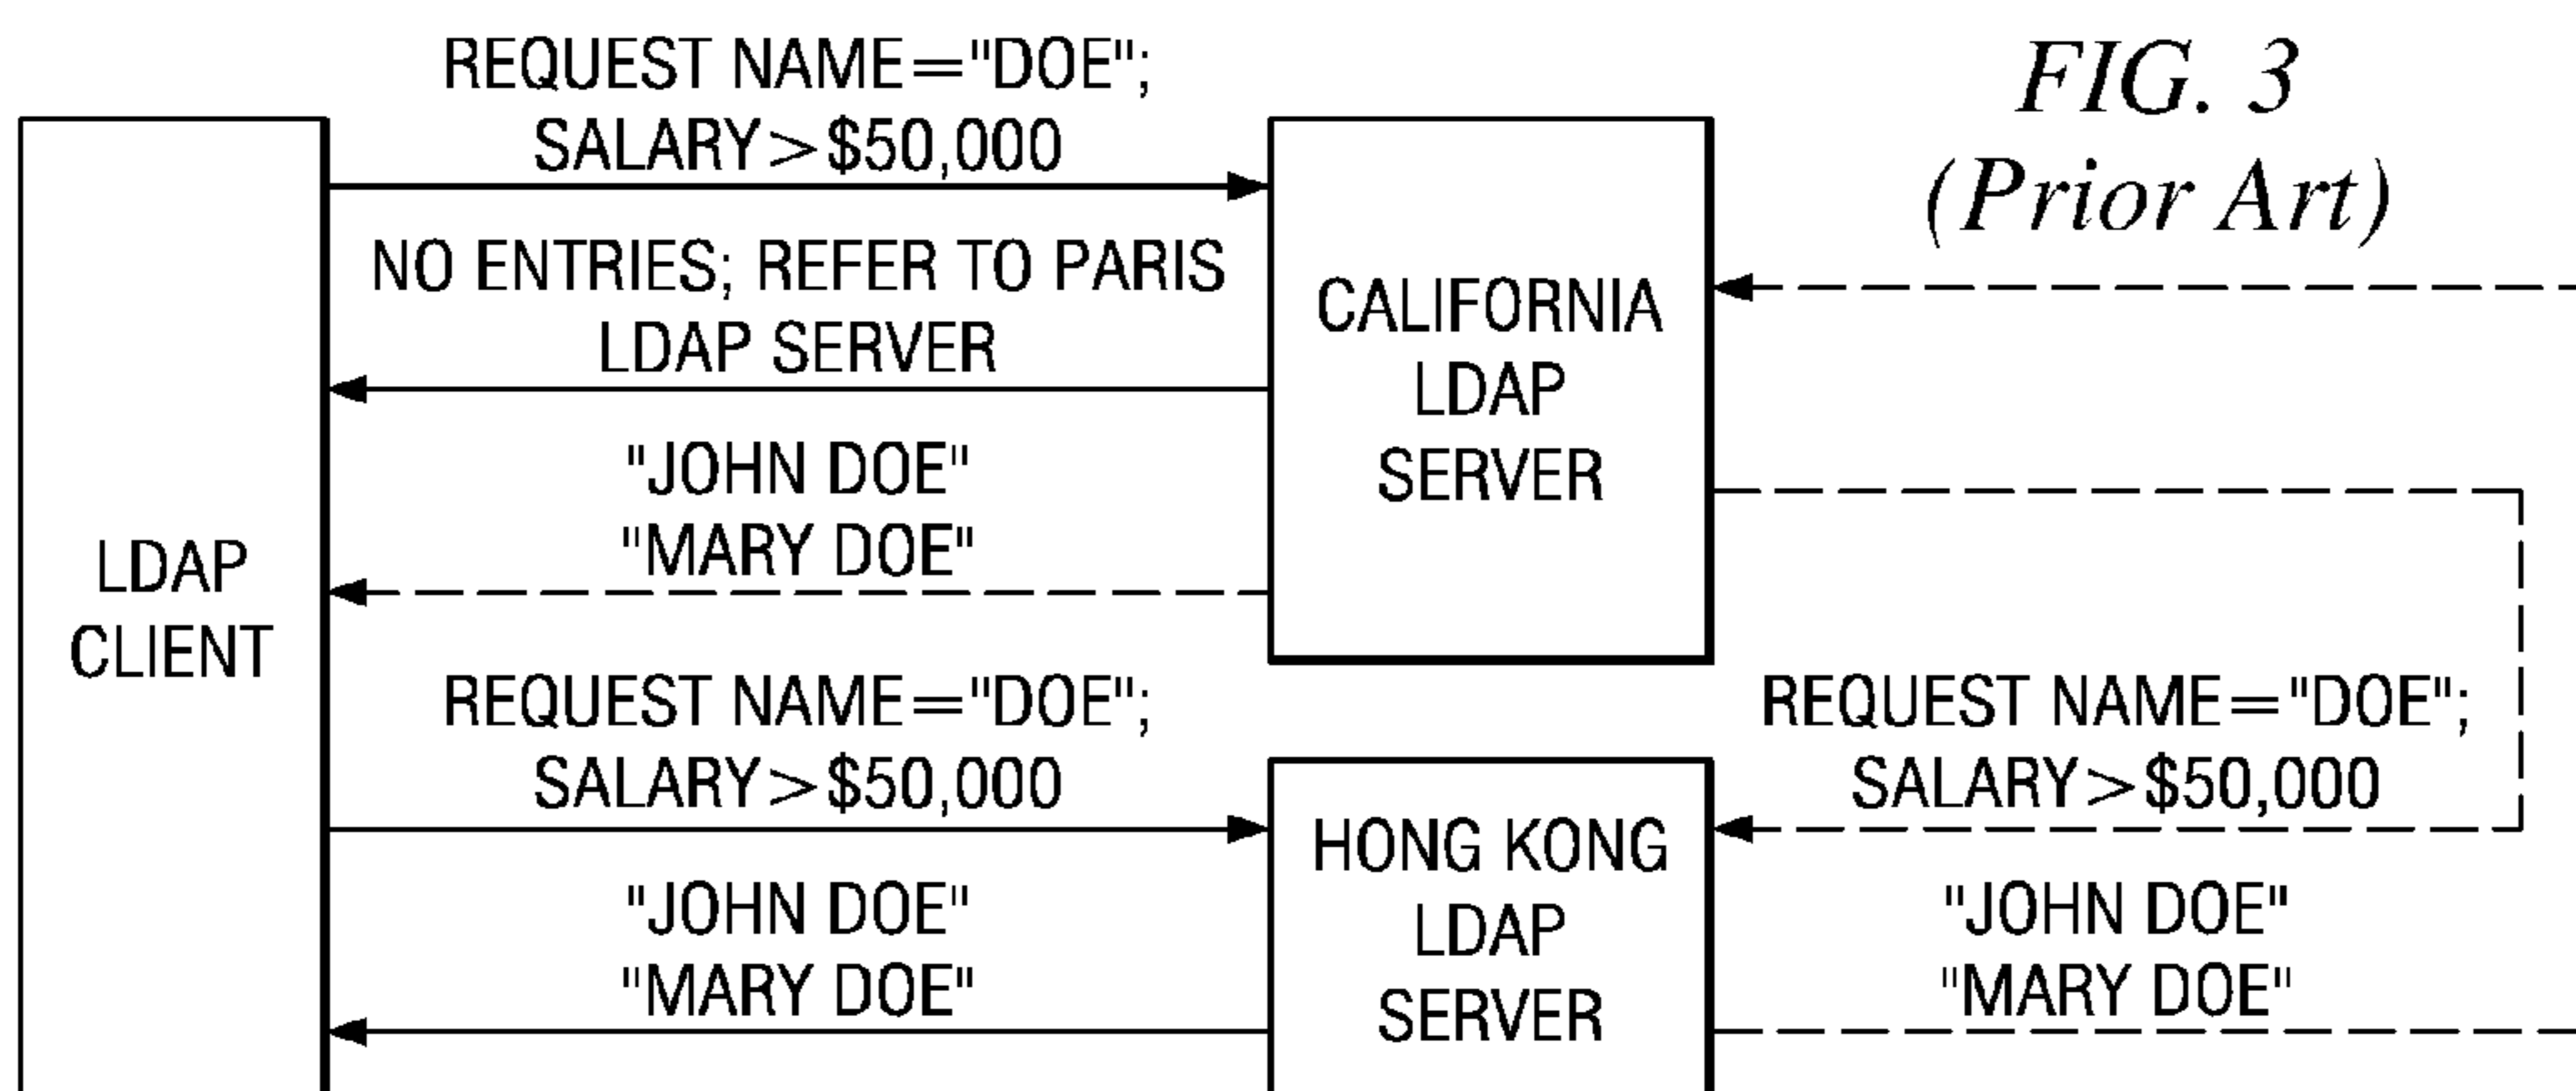 FIG. 3
(Prior Art)
REQUEST NAME="DOE";
SALARY>$50,000
NO ENTRIES; REFER TO PARIS
LDAP SERVER
"JOHN DOE"
"MARY DOE"
CALIFORNIA
LDAP
SERVER
LDAP
CLIENT
REQUEST NAME="DOE";
SALARY>$50,000
"JOHN DOE"
"MARY DOE"
HONG KONG
LDAP
SERVER
REQUEST NAME="DOE";
SALARY>$50,000
"JOHN DOE"
"MARY DOE"